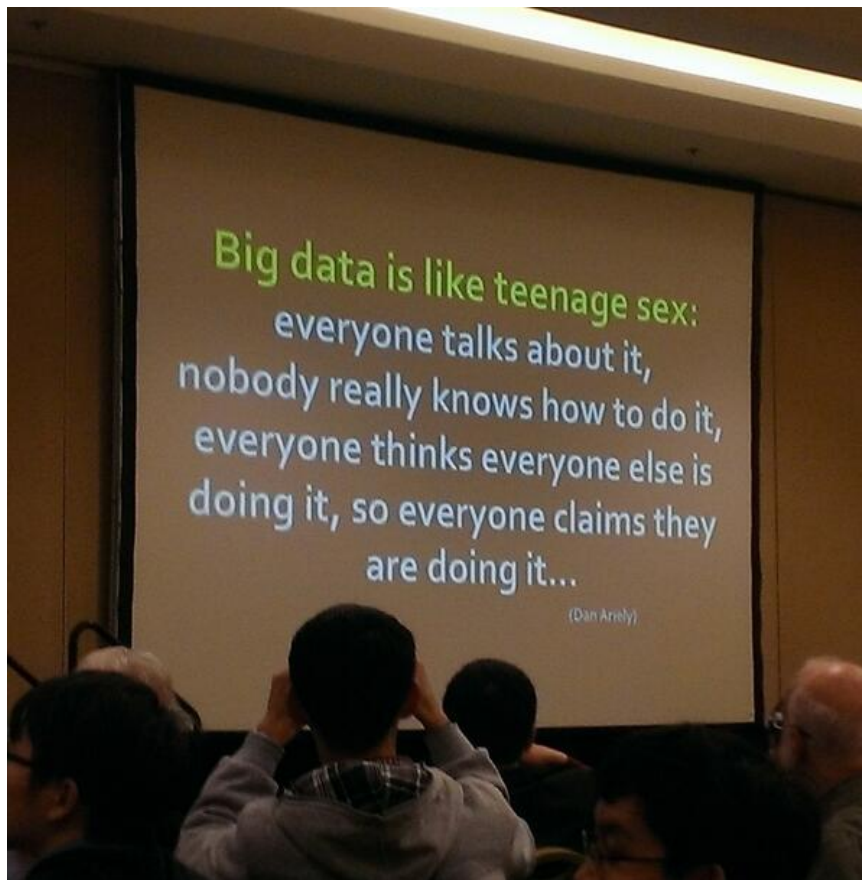 Big data is like teenage sex:
everyone talks about it,
nobody really knows how to do it,
everyone thinks everyone else is
doing it, so everyone claims they
are doing it...
(Dan Ariely)